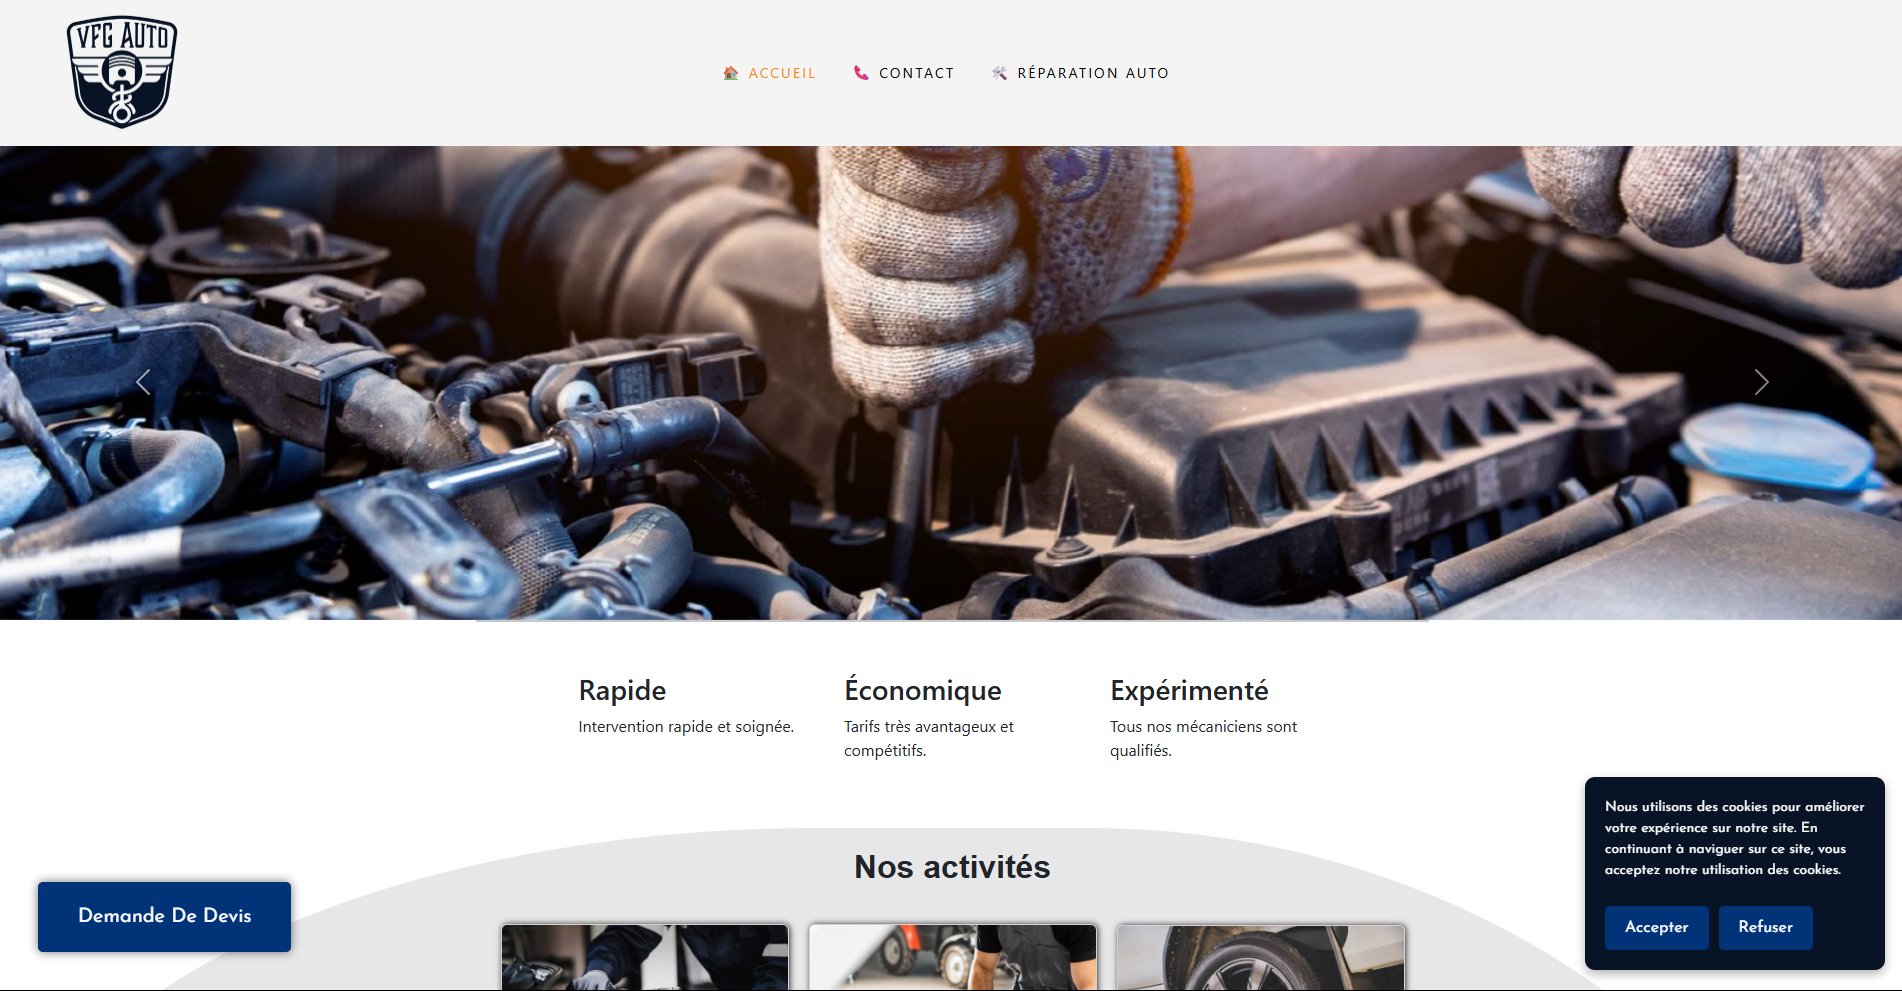 VFG AUTO
ACCUEIL
CONTACT
RÉPARATION AUTO
Rapide
Intervention rapide et soignée.
Économique
Tarifs très avantageux et
compétitifs.
Expérimenté
Tous nos mécaniciens sont
qualifiés.
Nos activités
Demande De Devis
Nous utilisons des cookies pour améliorer
votre expérience sur notre site. En
continuant à naviguer sur ce site, vous
acceptez notre utilisation des cookies.
Accepter
Refuser